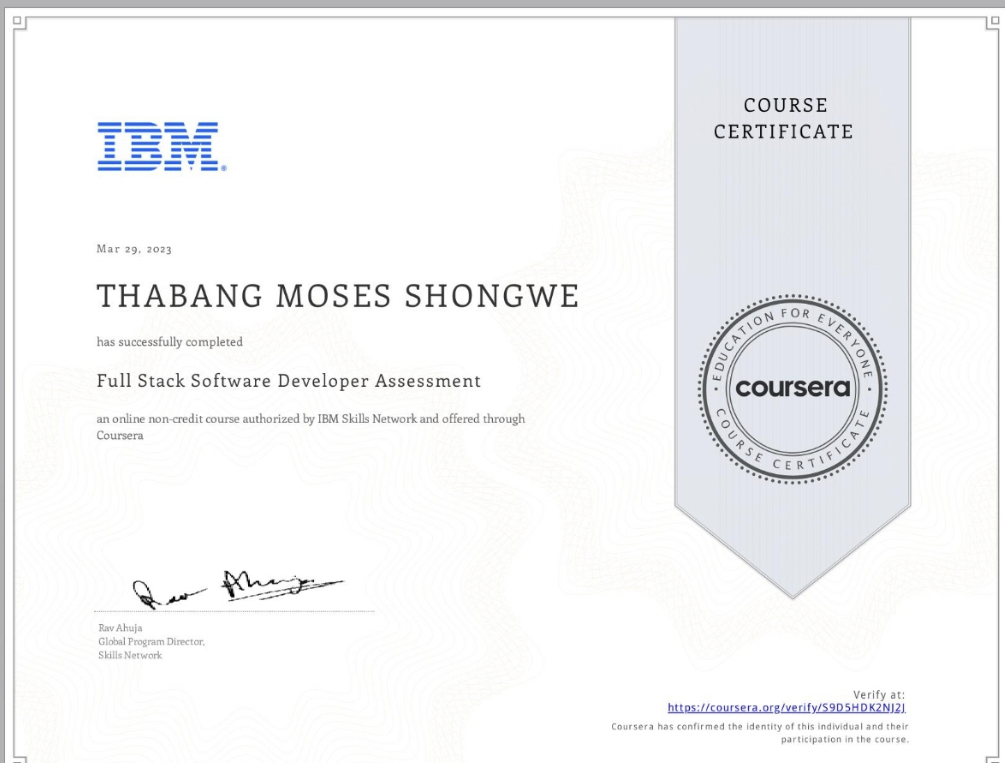 IBM®
Mar 29, 2023
THABANG MOSES SHONGWE
has successfully completed
Full Stack Software Developer Assessment
an online non-credit course authorized by IBM Skills Network and offered through
Coursera
Rav Ahuja
Rav Ahuja
Global Program Director,
Skills Network
COURSE
CERTIFICATE
EDUCATION FOR EVERYONE
coursera
COURSE CERTIFICATE
Verify at:
https://coursera.org/verify/S9D5HDK2NJ2J
Coursera has confirmed the identity of this individual and their
participation in the course.